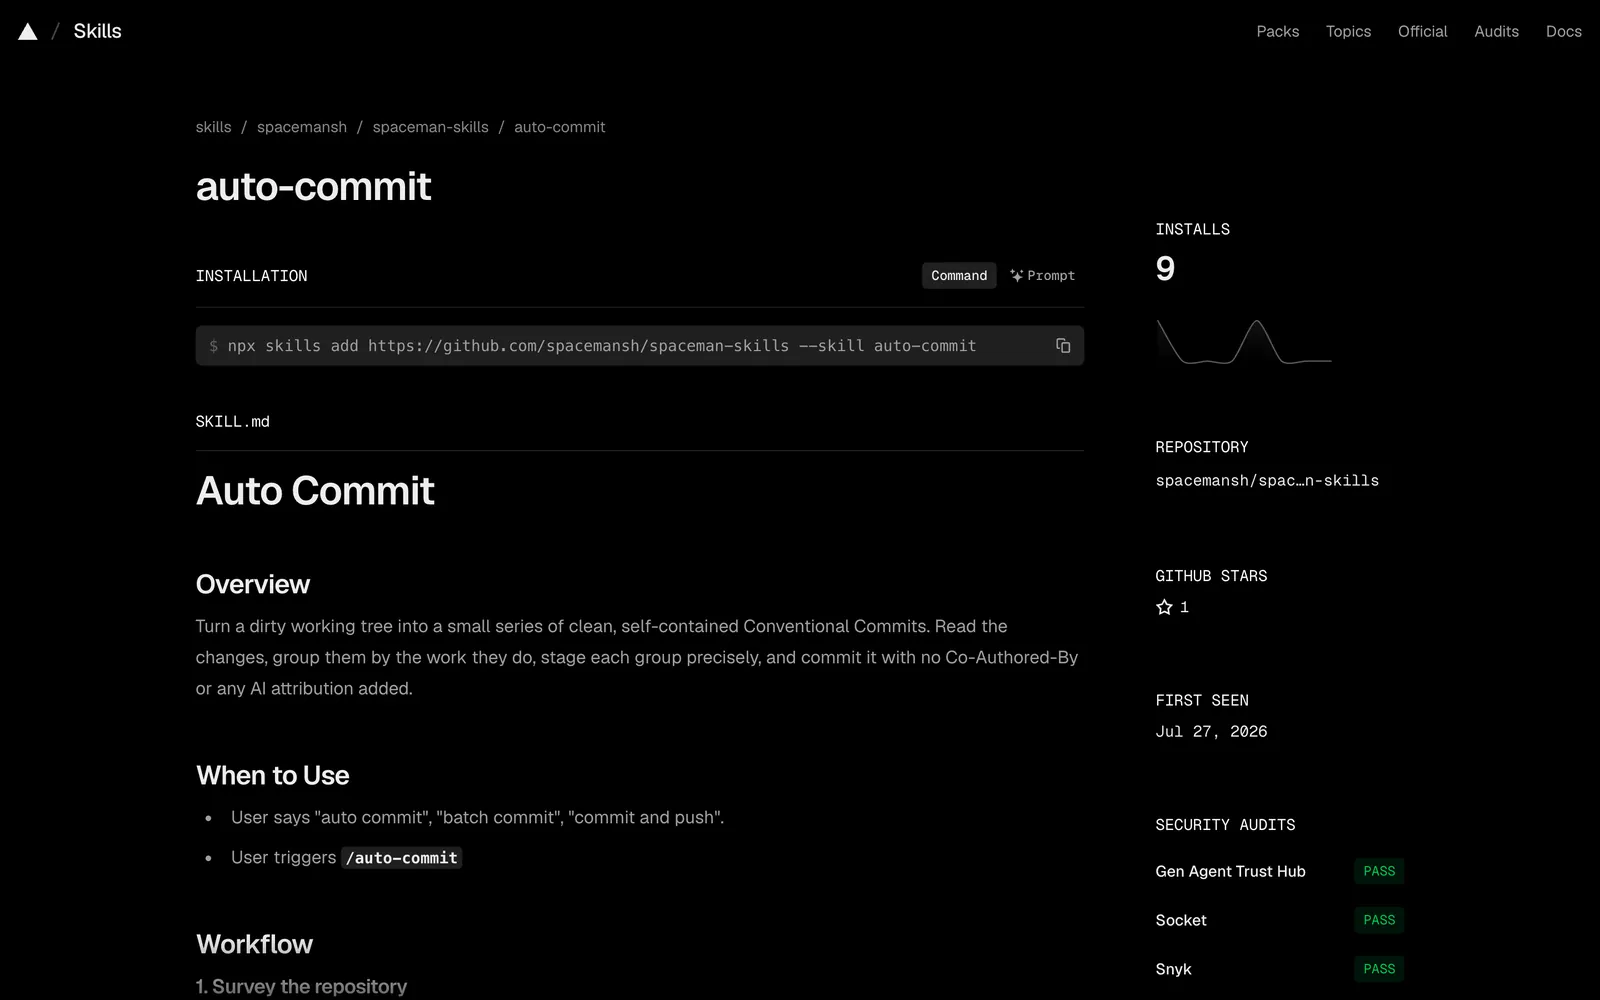 / Skills
Packs Topics Official Audits Docs
skills / spacemansh / spaceman-skills / auto-commit
auto-commit
INSTALLATION
Command Prompt
$ npx skills add https://github.com/spacemansh/spaceman-skills --skill auto-commit
SKILL.md
Auto Commit
Overview
Turn a dirty working tree into a small series of clean, self-contained Conventional Commits. Read the
changes, group them by the work they do, stage each group precisely, and commit it with no Co-Authored-By
or any AI attribution added.
When to Use
• User says "auto commit", "batch commit", "commit and push".
• User triggers /auto-commit
Workflow
1. Survey the repository
INSTALLS
9
REPOSITORY
spacemansh/spac…n-skills
GITHUB STARS
1
FIRST SEEN
Jul 27, 2026
SECURITY AUDITS
Gen Agent Trust Hub PASS
Socket PASS
Snyk PASS